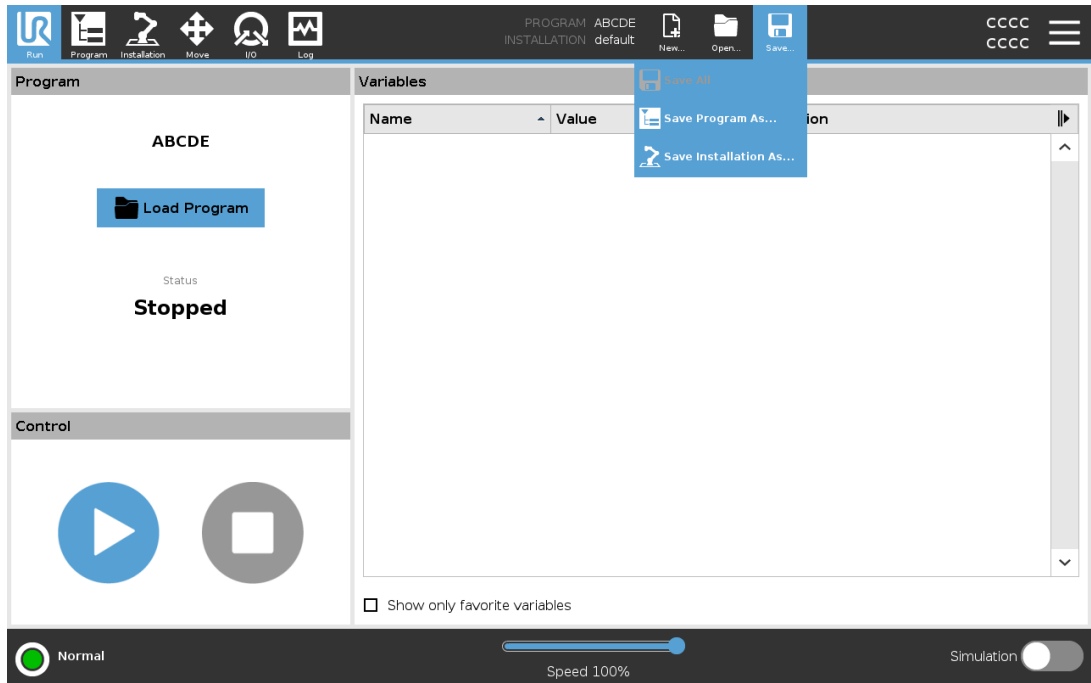 PROGRAM ABCDE
INSTALLATION default
UR
Run
Program
Installation
Move
I/O
Log
New...
Open...
Save...
CCCC
CCCC
Save All
Save Program As...
Save Installation As...
Program
ABCDE
Load Program
Status
Stopped
Variables
Name
Value
ion
Show only favorite variables
Control
Normal
Speed 100%
Simulation